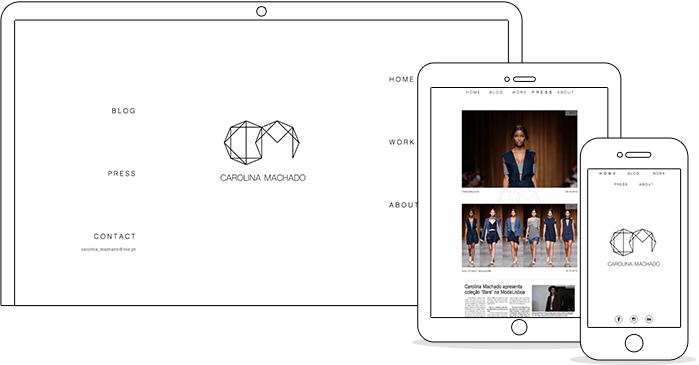 HOME
BLOG
CAROLINA MACHADO
WORK
PRESS
ABOUT
CONTACT
carolina_machado@live.pt
HOME BLOG WORK PRESS ABOUT
Carolina Machado apresenta
coleção 'Bare' na ModaLisboa
HOME BLOG WORK
PRESS ABOUT
CAROLINA MACHADO
f
Bē